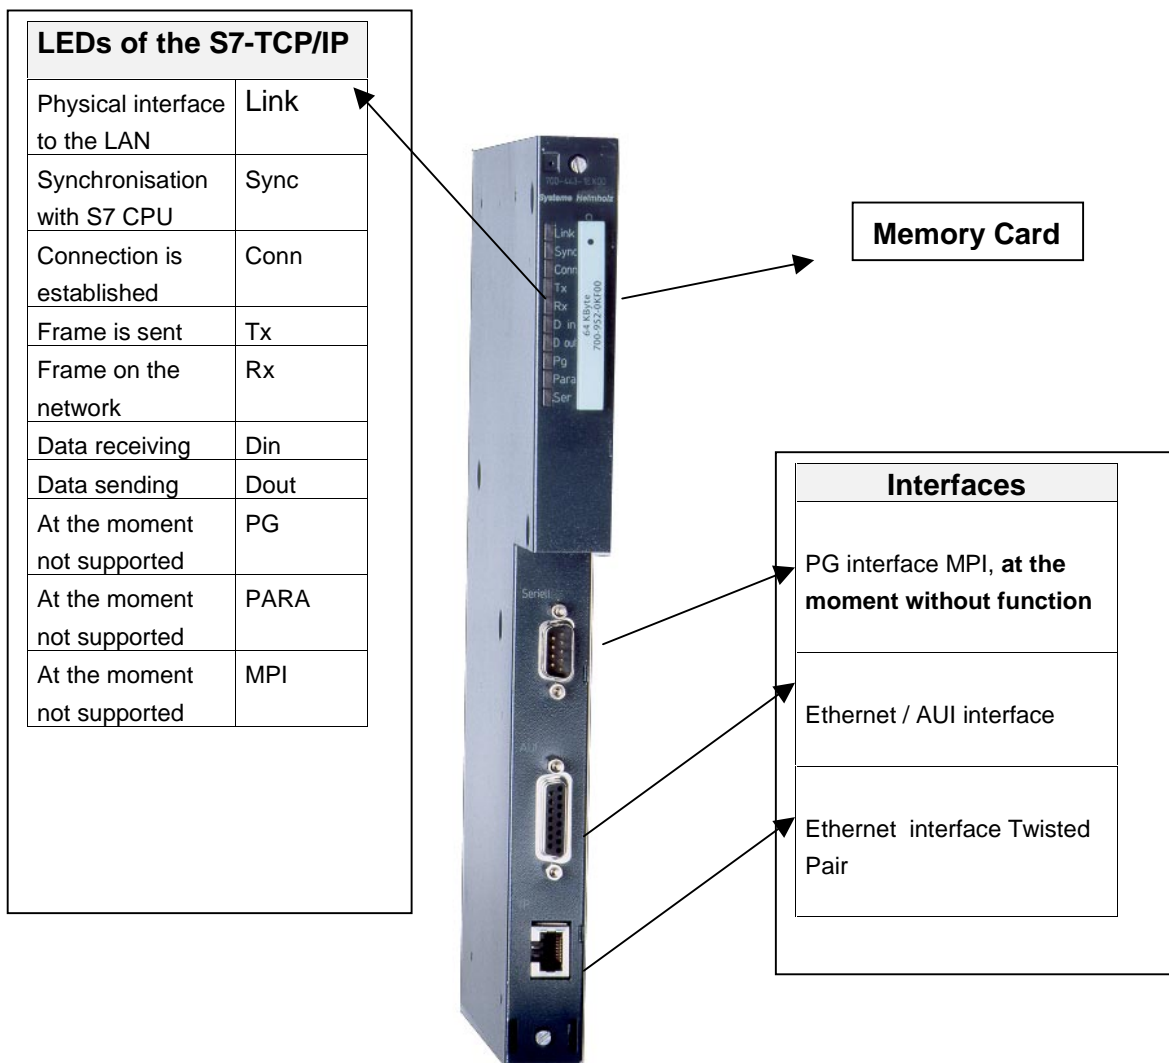 LEDs of the S7-TCP/IP
Physical interface
to the LAN
Link
Synchronisation
with S7 CPU
Sync
Connection is
established
Conn
Frame is sent
Tx
Frame on the
network
Rx
Data receiving
Din
Data sending
Dout
At the moment
not supported
PG
At the moment
not supported
PARA
At the moment
not supported
MPI
700-443-1EX00
Systeme Helmholz
Link
Sync
Conn
Tx
Rx
D in
D out
Pg
Para
Ser
64 KByte
700-952-0KF00
Seriell
AUI
Memory Card
Interfaces
PG interface MPI, at the
moment without function
Ethernet / AUI interface
Ethernet interface Twisted
Pair